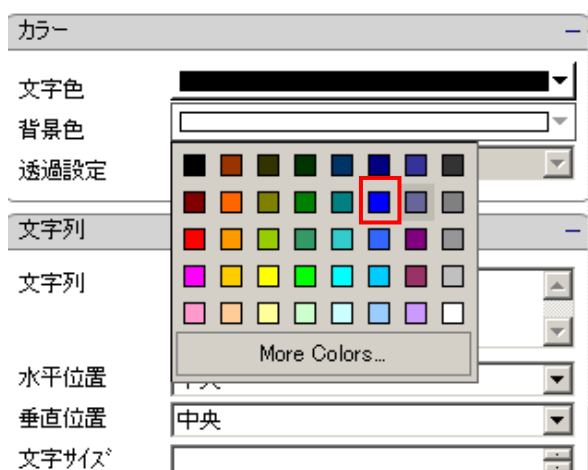 カラー
文字色
背景色
透過設定
文字列
文字列
More Colors...
水平位置
垂直位置
中央
文字ｻｲｽﾞ